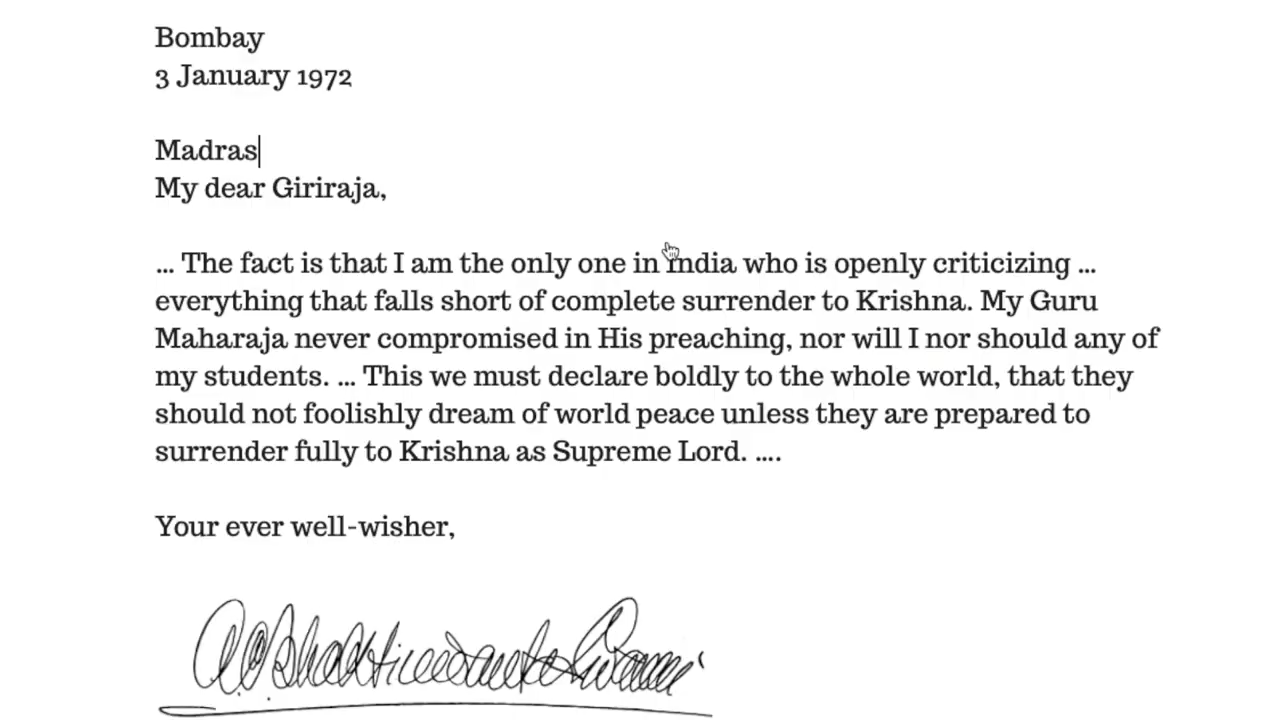 Bombay
3 January 1972
Madras
My dear Giriraja,
... The fact is that I am the only one in India who is openly criticizing ...
everything that falls short of complete surrender to Krishna. My Guru
Maharaja never compromised in His preaching, nor will I nor should any of
my students. ... This we must declare boldly to the whole world, that they
should not foolishly dream of world peace unless they are prepared to
surrender fully to Krishna as Supreme Lord. ....
Your ever well-wisher,
A.C. Bhaktivedanta Swami